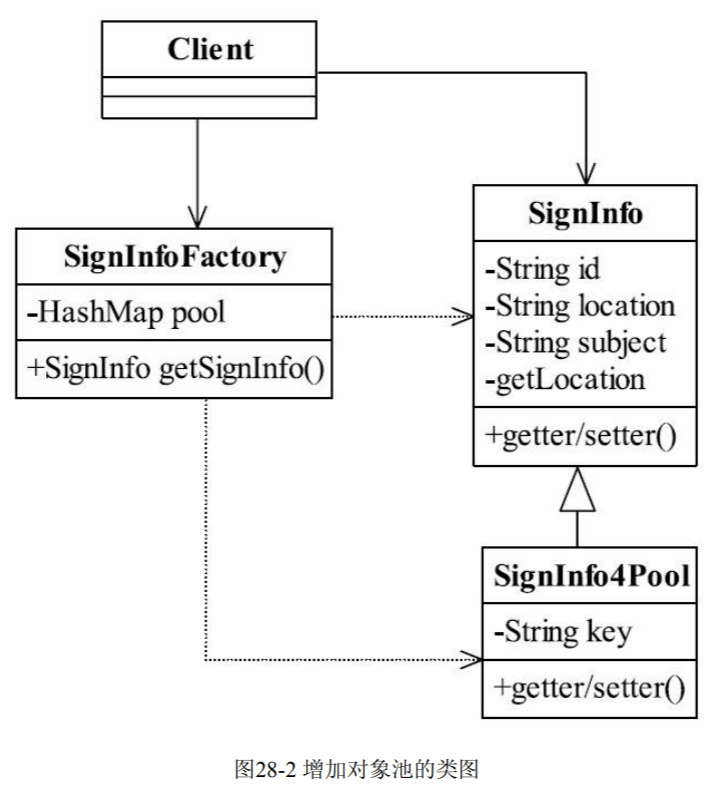 Client
SignInfoFactory
-HashMap pool
+SignInfo getSignInfo()
SignInfo
-String id
-String location
-String subject
-getLocation
+getter/setter()
SignInfo4Pool
-String key
+getter/setter()
图28-2 增加对象池的类图